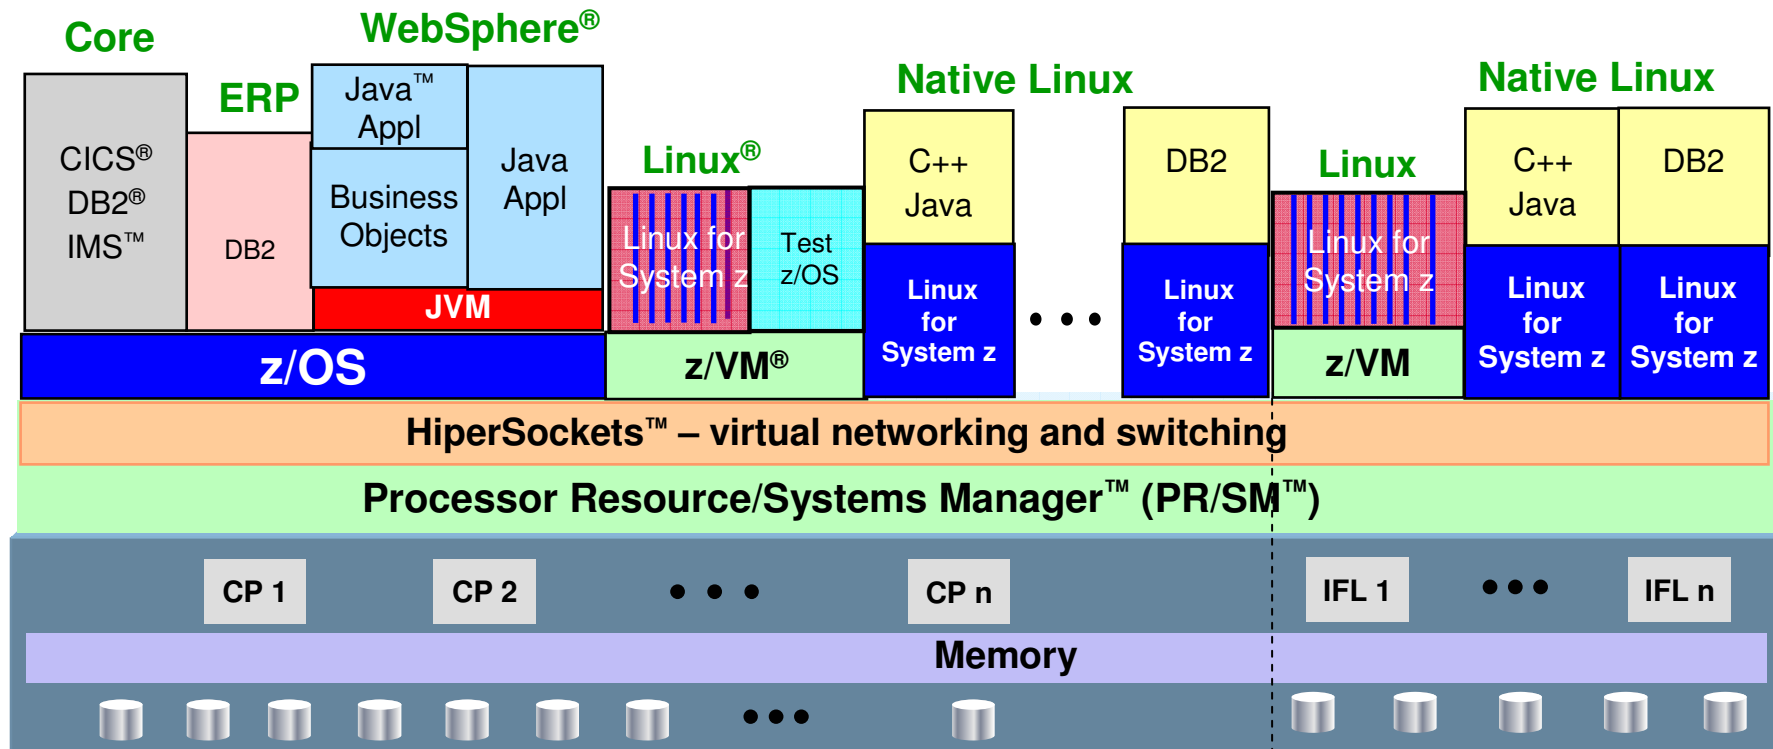 Core
WebSphere®
ERP
Native Linux
Native Linux
CICS®
DB2®
IMS™
DB2
Java™
Appl
Business
Objects
Java
Appl
JVM
Linux®
Linux for
System z
Test
z/OS
C++
Java
Linux
for
System z
DB2
Linux
for
System z
Linux
Linux for
System z
C++
Java
Linux
for
System z
DB2
Linux
for
System z
z/OS
z/VM®
z/VM
HiperSockets™ – virtual networking and switching
Processor Resource/Systems Manager™ (PR/SM™)
CP 1
CP 2
CP n
IFL 1
IFL n
Memory